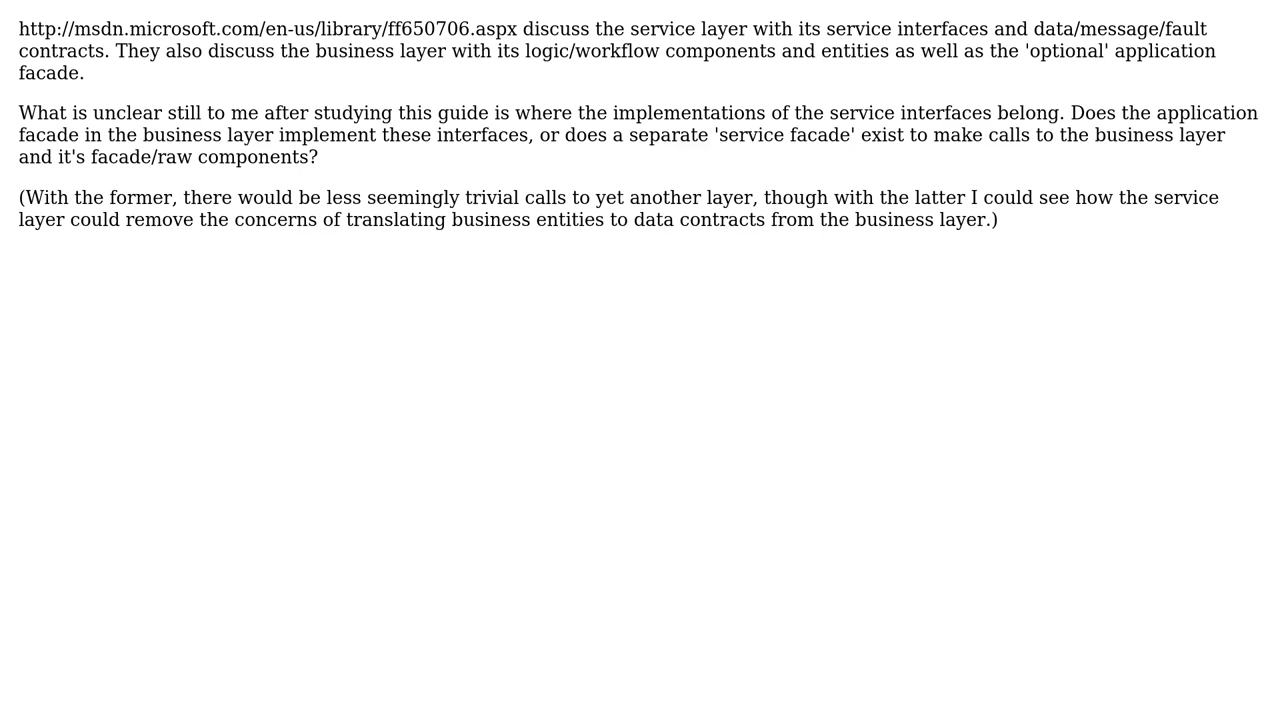 http://msdn.microsoft.com/en-us/library/ff650706.aspx discuss the service layer with its service interfaces and data/message/fault
contracts. They also discuss the business layer with its logic/workflow components and entities as well as the 'optional' application
facade.
What is unclear still to me after studying this guide is where the implementations of the service interfaces belong. Does the application
facade in the business layer implement these interfaces, or does a separate 'service facade' exist to make calls to the business layer
and it's facade/raw components?
(With the former, there would be less seemingly trivial calls to yet another layer, though with the latter I could see how the service
layer could remove the concerns of translating business entities to data contracts from the business layer.)